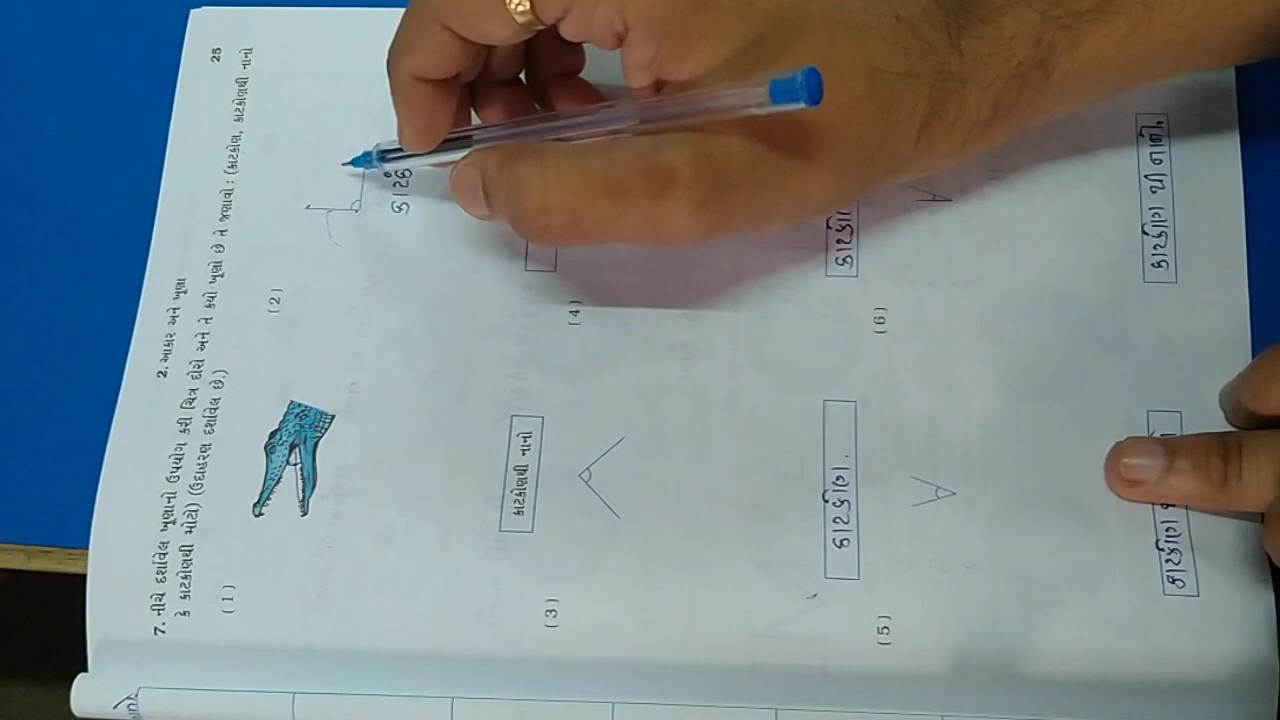 2. આકાર અને ખૂણા
25
7. નીચે દર્શાવેલ ખૂણાનો ઉપયોગ કરી ચિત્ર દોરો અને તે કયો ખૂણો છે તે જણાવો : (કાટકોણ, કાટકોણથી નાનો
કે કાટકોણથી મોટો) (ઉદાહરણ દર્શાવેલ છે.)
(1)
(2)
કાટકો
કાટકોણથી નાનો
(3)
(4)
કાટકોણ.
કાટકો
(5)
(6)
કાટકોણ થ
કાટકોણ થી નાનો.